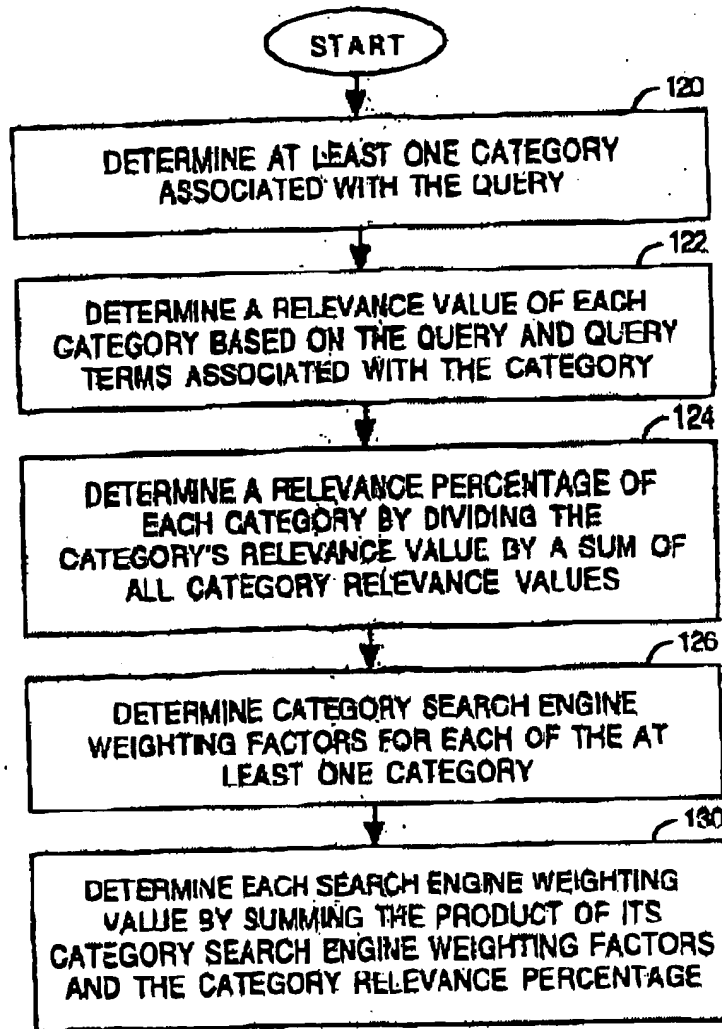 START
120
DETERMINE AT LEAST ONE CATEGORY
ASSOCIATED WITH THE QUERY
122
DETERMINE A RELEVANCE VALUE OF EACH
CATEGORY BASED ON THE QUERY AND QUERY
TERMS ASSOCIATED WITH THE CATEGORY
124
DETERMINE A RELEVANCE PERCENTAGE OF
EACH CATEGORY BY DIVIDING THE
CATEGORY'S RELEVANCE VALUE BY A SUM OF
ALL CATEGORY RELEVANCE VALUES
126
DETERMINE CATEGORY SEARCH ENGINE
WEIGHTING FACTORS FOR EACH OF THE AT
LEAST ONE CATEGORY
130
DETERMINE EACH SEARCH ENGINE WEIGHTING
VALUE BY SUMMING THE PRODUCT OF ITS
CATEGORY SEARCH ENGINE WEIGHTING FACTORS
AND THE CATEGORY RELEVANCE PERCENTAGE